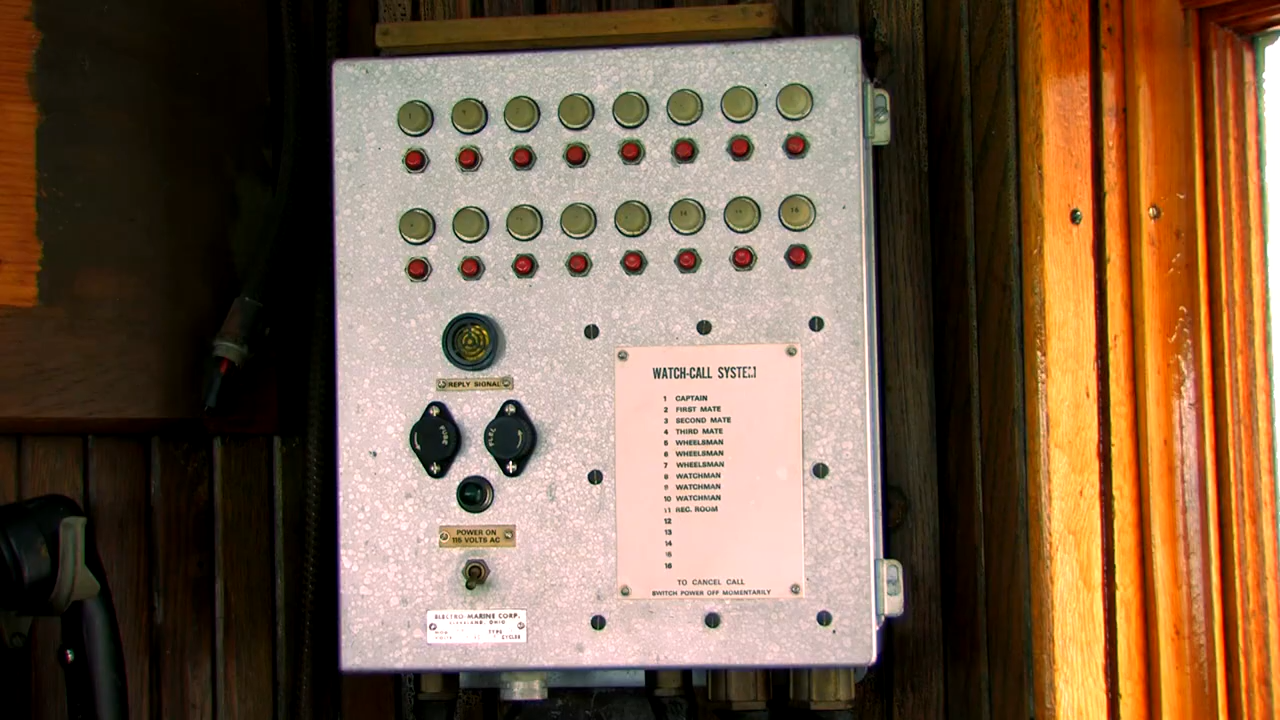 14
16
REPLY SIGNAL
POWER ON
115 VOLTS AC
ELECTRO MARINE CORP.
CLEVELAND, OHIO
TYPE
CYCLES
WATCH-CALL SYSTEM
1 CAPTAIN
2 FIRST MATE
3 SECOND MATE
4 THIRD MATE
5 WHEELSMAN
6 WHEELSMAN
7 WHEELSMAN
8 WATCHMAN
9 WATCHMAN
10 WATCHMAN
11 REC. ROOM
12
13
14
15
16
TO CANCEL CALL
SWITCH POWER OFF MOMENTARILY